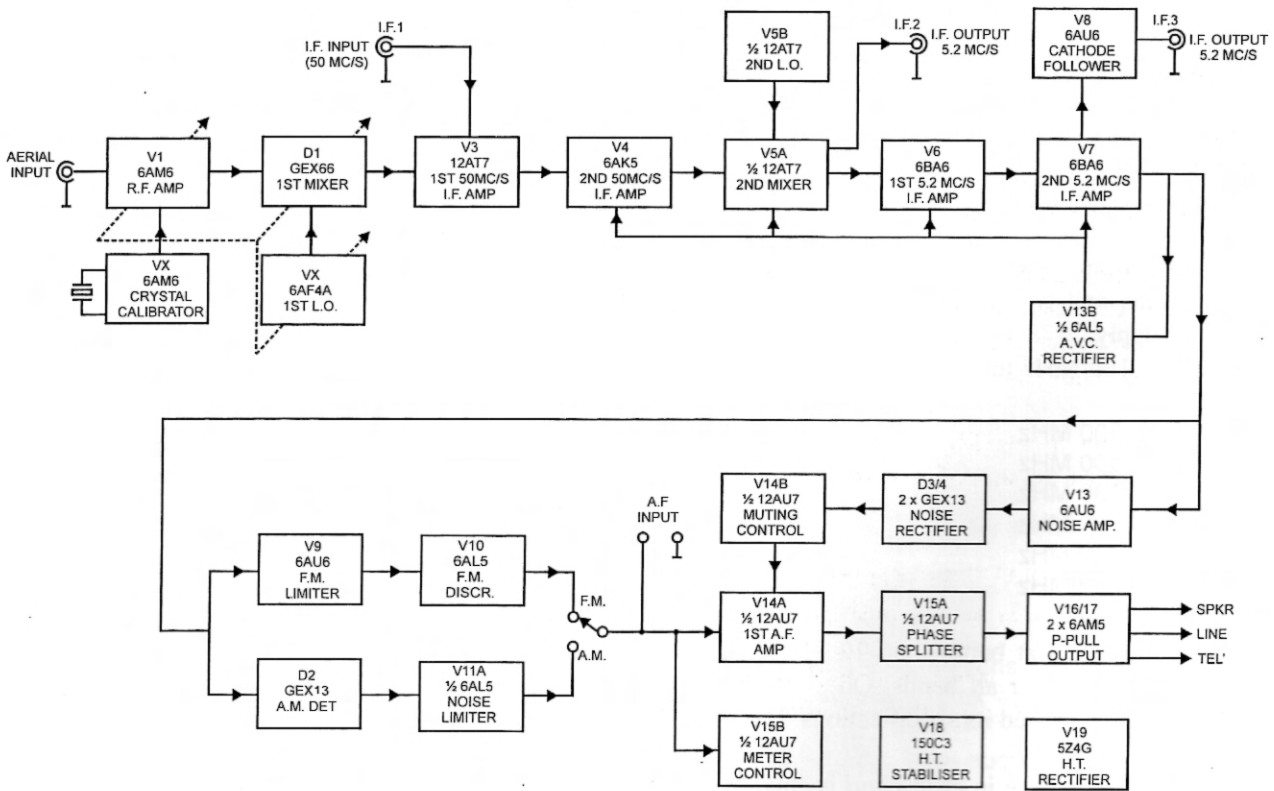 I.F.1
I.F. INPUT
(50 MC/S)
V5B
½ 12AT7
2ND L.O.
I.F.2
I.F. OUTPUT
5.2 MC/S
V8
6AU6
CATHODE
FOLLOWER
I.F.3
I.F. OUTPUT
5.2 MC/S
AERIAL
INPUT
V1
6AM6
R.F. AMP
D1
GEX66
1ST MIXER
V3
12AT7
1ST 50MC/S
I.F. AMP
V4
6AK5
2ND 50MC/S
I.F. AMP
V5A
½ 12AT7
2ND MIXER
V6
6BA6
1ST 5.2 MC/S
I.F. AMP
V7
6BA6
2ND 5.2 MC/S
I.F. AMP
VX
6AM6
CRYSTAL
CALIBRATOR
VX
6AF4A
1ST L.O.
V13B
½ 6AL5
A.V.C.
RECTIFIER
V14B
½ 12AU7
MUTING
CONTROL
D3/4
2 x GEX13
NOISE
RECTIFIER
V13
6AU6
NOISE AMP.
A.F
INPUT
V9
6AU6
F.M.
LIMITER
V10
6AL5
F.M.
DISCR.
F.M.
A.M.
V14A
½ 12AU7
1ST A.F.
AMP
V15A
½ 12AU7
PHASE
SPLITTER
V16/17
2 x 6AM5
P-PULL
OUTPUT
SPKR
LINE
TEL'
D2
GEX13
A.M. DET
V11A
½ 6AL5
NOISE
LIMITER
V15B
½ 12AU7
METER
CONTROL
V18
150C3
H.T.
STABILISER
V19
5Z4G
H.T.
RECTIFIER